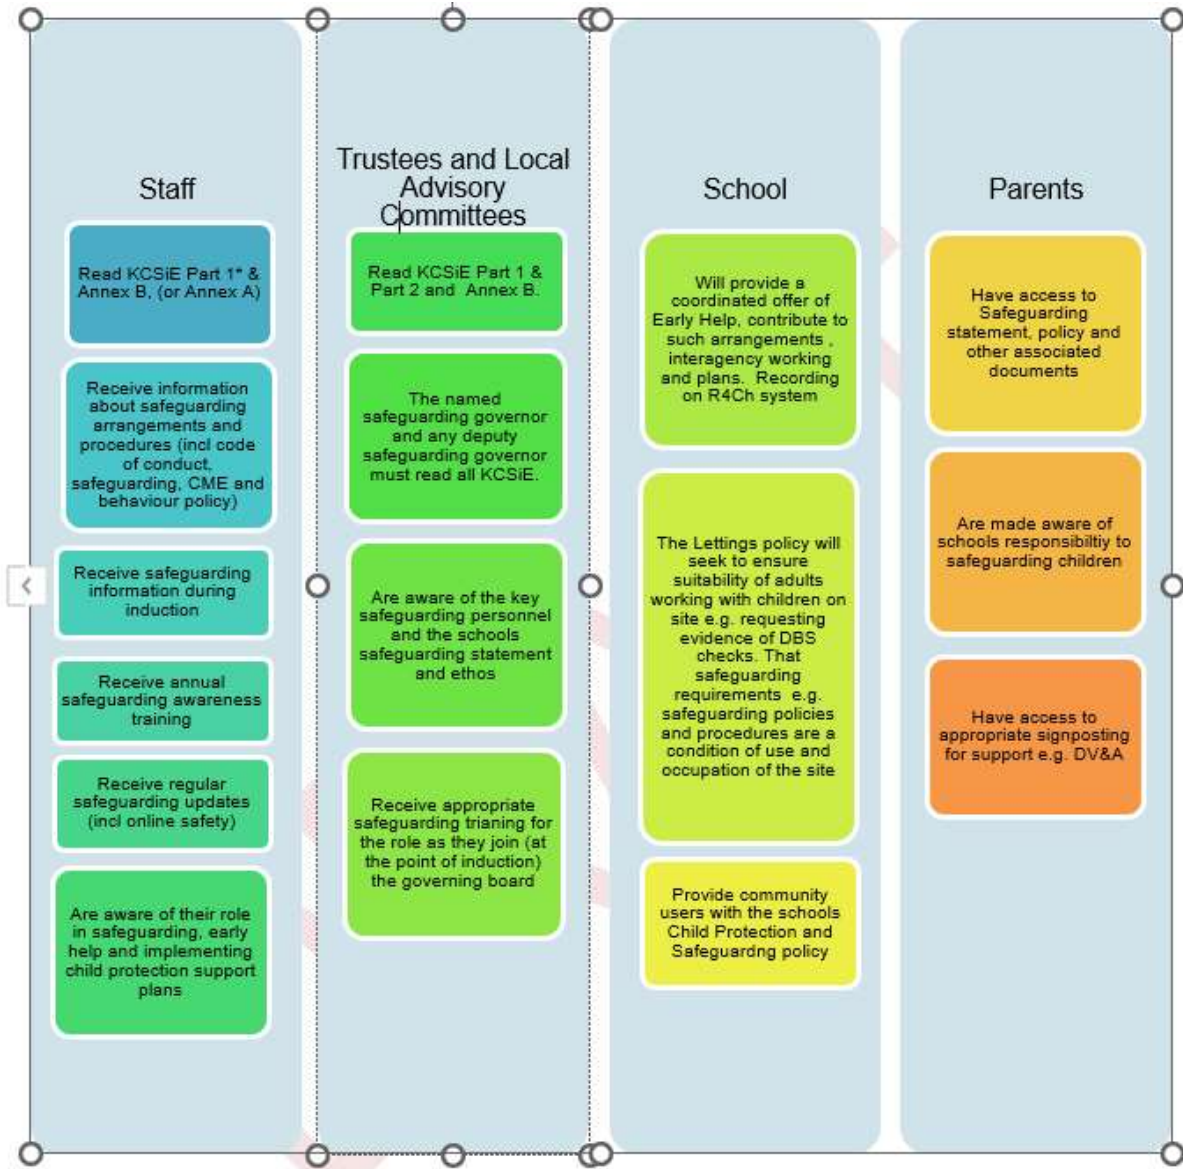 Staff
Read KCSiE Part 1* &
Annex B, (or Annex A)
Receive information
about safeguarding
arrangements and
procedures (incl code
of conduct,
safeguarding, CME and
behaviour policy)
Receive safeguarding
information during
induction
Receive annual
safeguarding awareness
training
Receive regular
safeguarding updates
(incl online safety)
Are aware of their role
in safeguarding, early
help and implementing
child protection support
plans
Trustees and Local
Advisory
Committees
Read KCSiE Part 1 &
Part 2 and Annex B.
The named
safeguarding governor
and any deputy
safeguarding governor
must read all KCSiE.
Are aware of the key
safeguarding personnel
and the schools
safeguarding statement
and ethos
Receive appropriate
safeguarding trianing for
the role as they join (at
the point of induction)
the governing board
School
Will provide a
coordinated offer of
Early Help, contribute to
such arrangements ,
interagency working
and plans. Recording
on R4Ch system
The Lettings policy will
seek to ensure
suitability of adults
working with children on
site e.g. requesting
evidence of DBS
checks. That
safeguarding
requirements e.g.
safeguarding policies
and procedures are a
condition of use and
occupation of the site
Provide community
users with the schools
Child Protection and
Safeguardng policy
Parents
Have access to
Safeguarding
statement, policy and
other associated
documents
Are made aware of
schools responsibiltiy to
safeguarding children
Have access to
appropriate signposting
for support e.g. DV&A